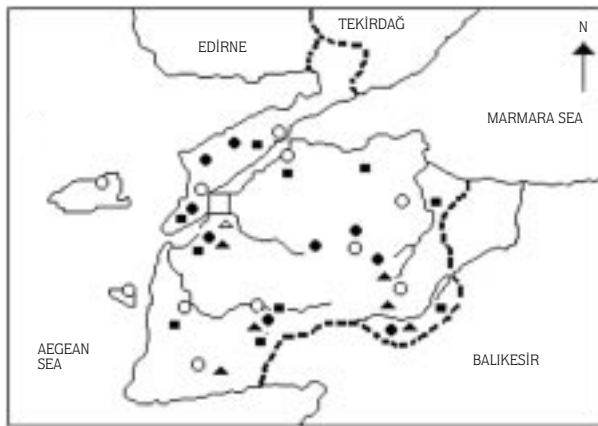 TEKİRDAĞ
EDİRNE
N
MARMARA SEA
AEGEAN
SEA
BALIKESİR